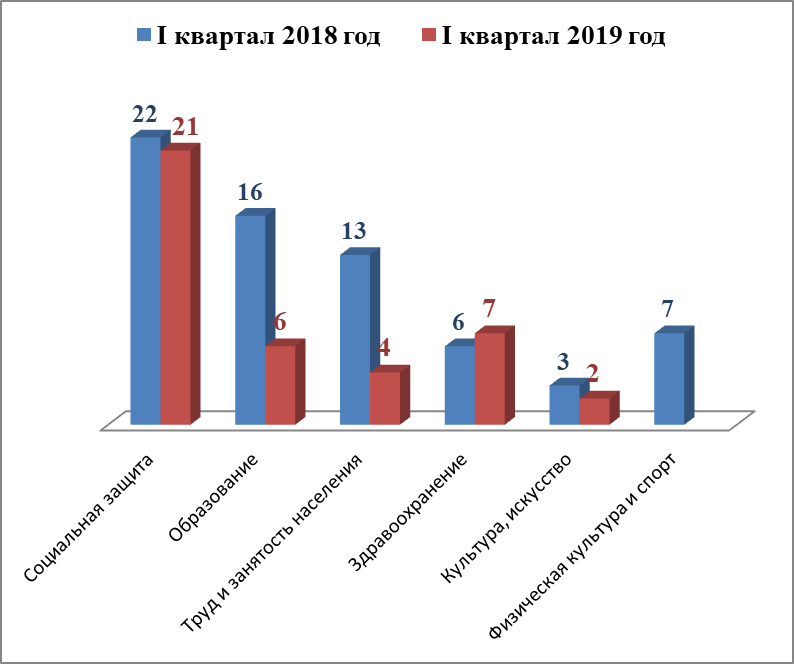 I квартал 2018 год
I квартал 2019 год
22
21
16
6
13
4
6
7
3
2
7
Социальная защита
Образование
Труд и занятость населения
Здравоохранение
Культура, искусство
Физическая культура и спорт